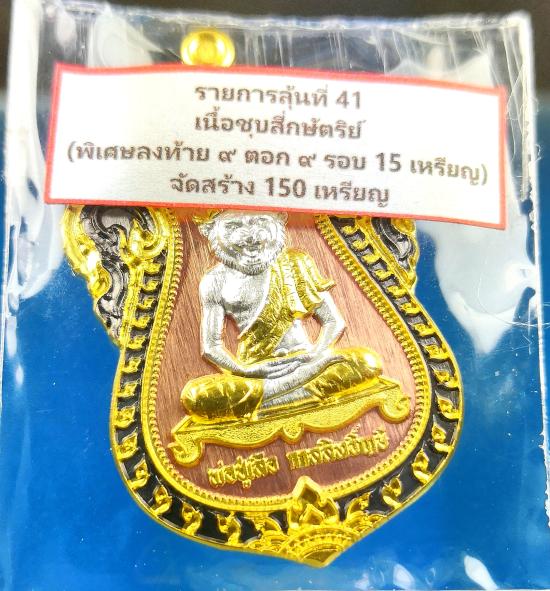 รายการลุ้นที่ 41
เนื้อชุบสี่กษัตริย์
(พิเศษลงท้าย ๙ ตอก ๙ รอบ 15 เหรียญ)
จัดสร้าง 150 เหรียญ